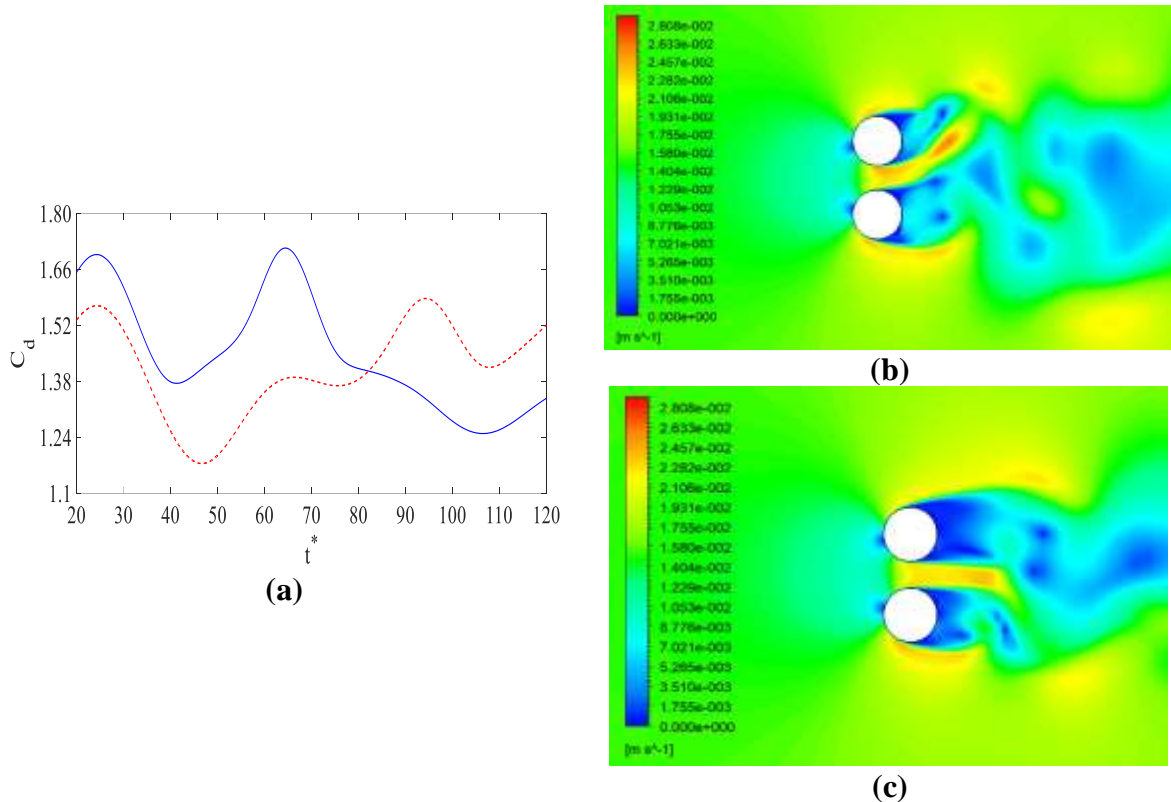 1.80
1.66
1.52
1.38
1.24
1.1
C_d
20 30 40 50 60 70 80 90 100 110 120
t*
(a)
2.808e-002
2.633e-002
2.457e-002
2.282e-002
2.106e-002
1.931e-002
1.755e-002
1.580e-002
1.404e-002
1.229e-002
1.053e-002
8.776e-003
7.021e-003
5.265e-003
3.510e-003
1.755e-003
0.000e+000
[m s^-1]
(b)
2.808e-002
2.633e-002
2.457e-002
2.282e-002
2.106e-002
1.931e-002
1.755e-002
1.580e-002
1.404e-002
1.229e-002
1.053e-002
8.776e-003
7.021e-003
5.265e-003
3.510e-003
1.755e-003
0.000e+000
[m s^-1]
(c)